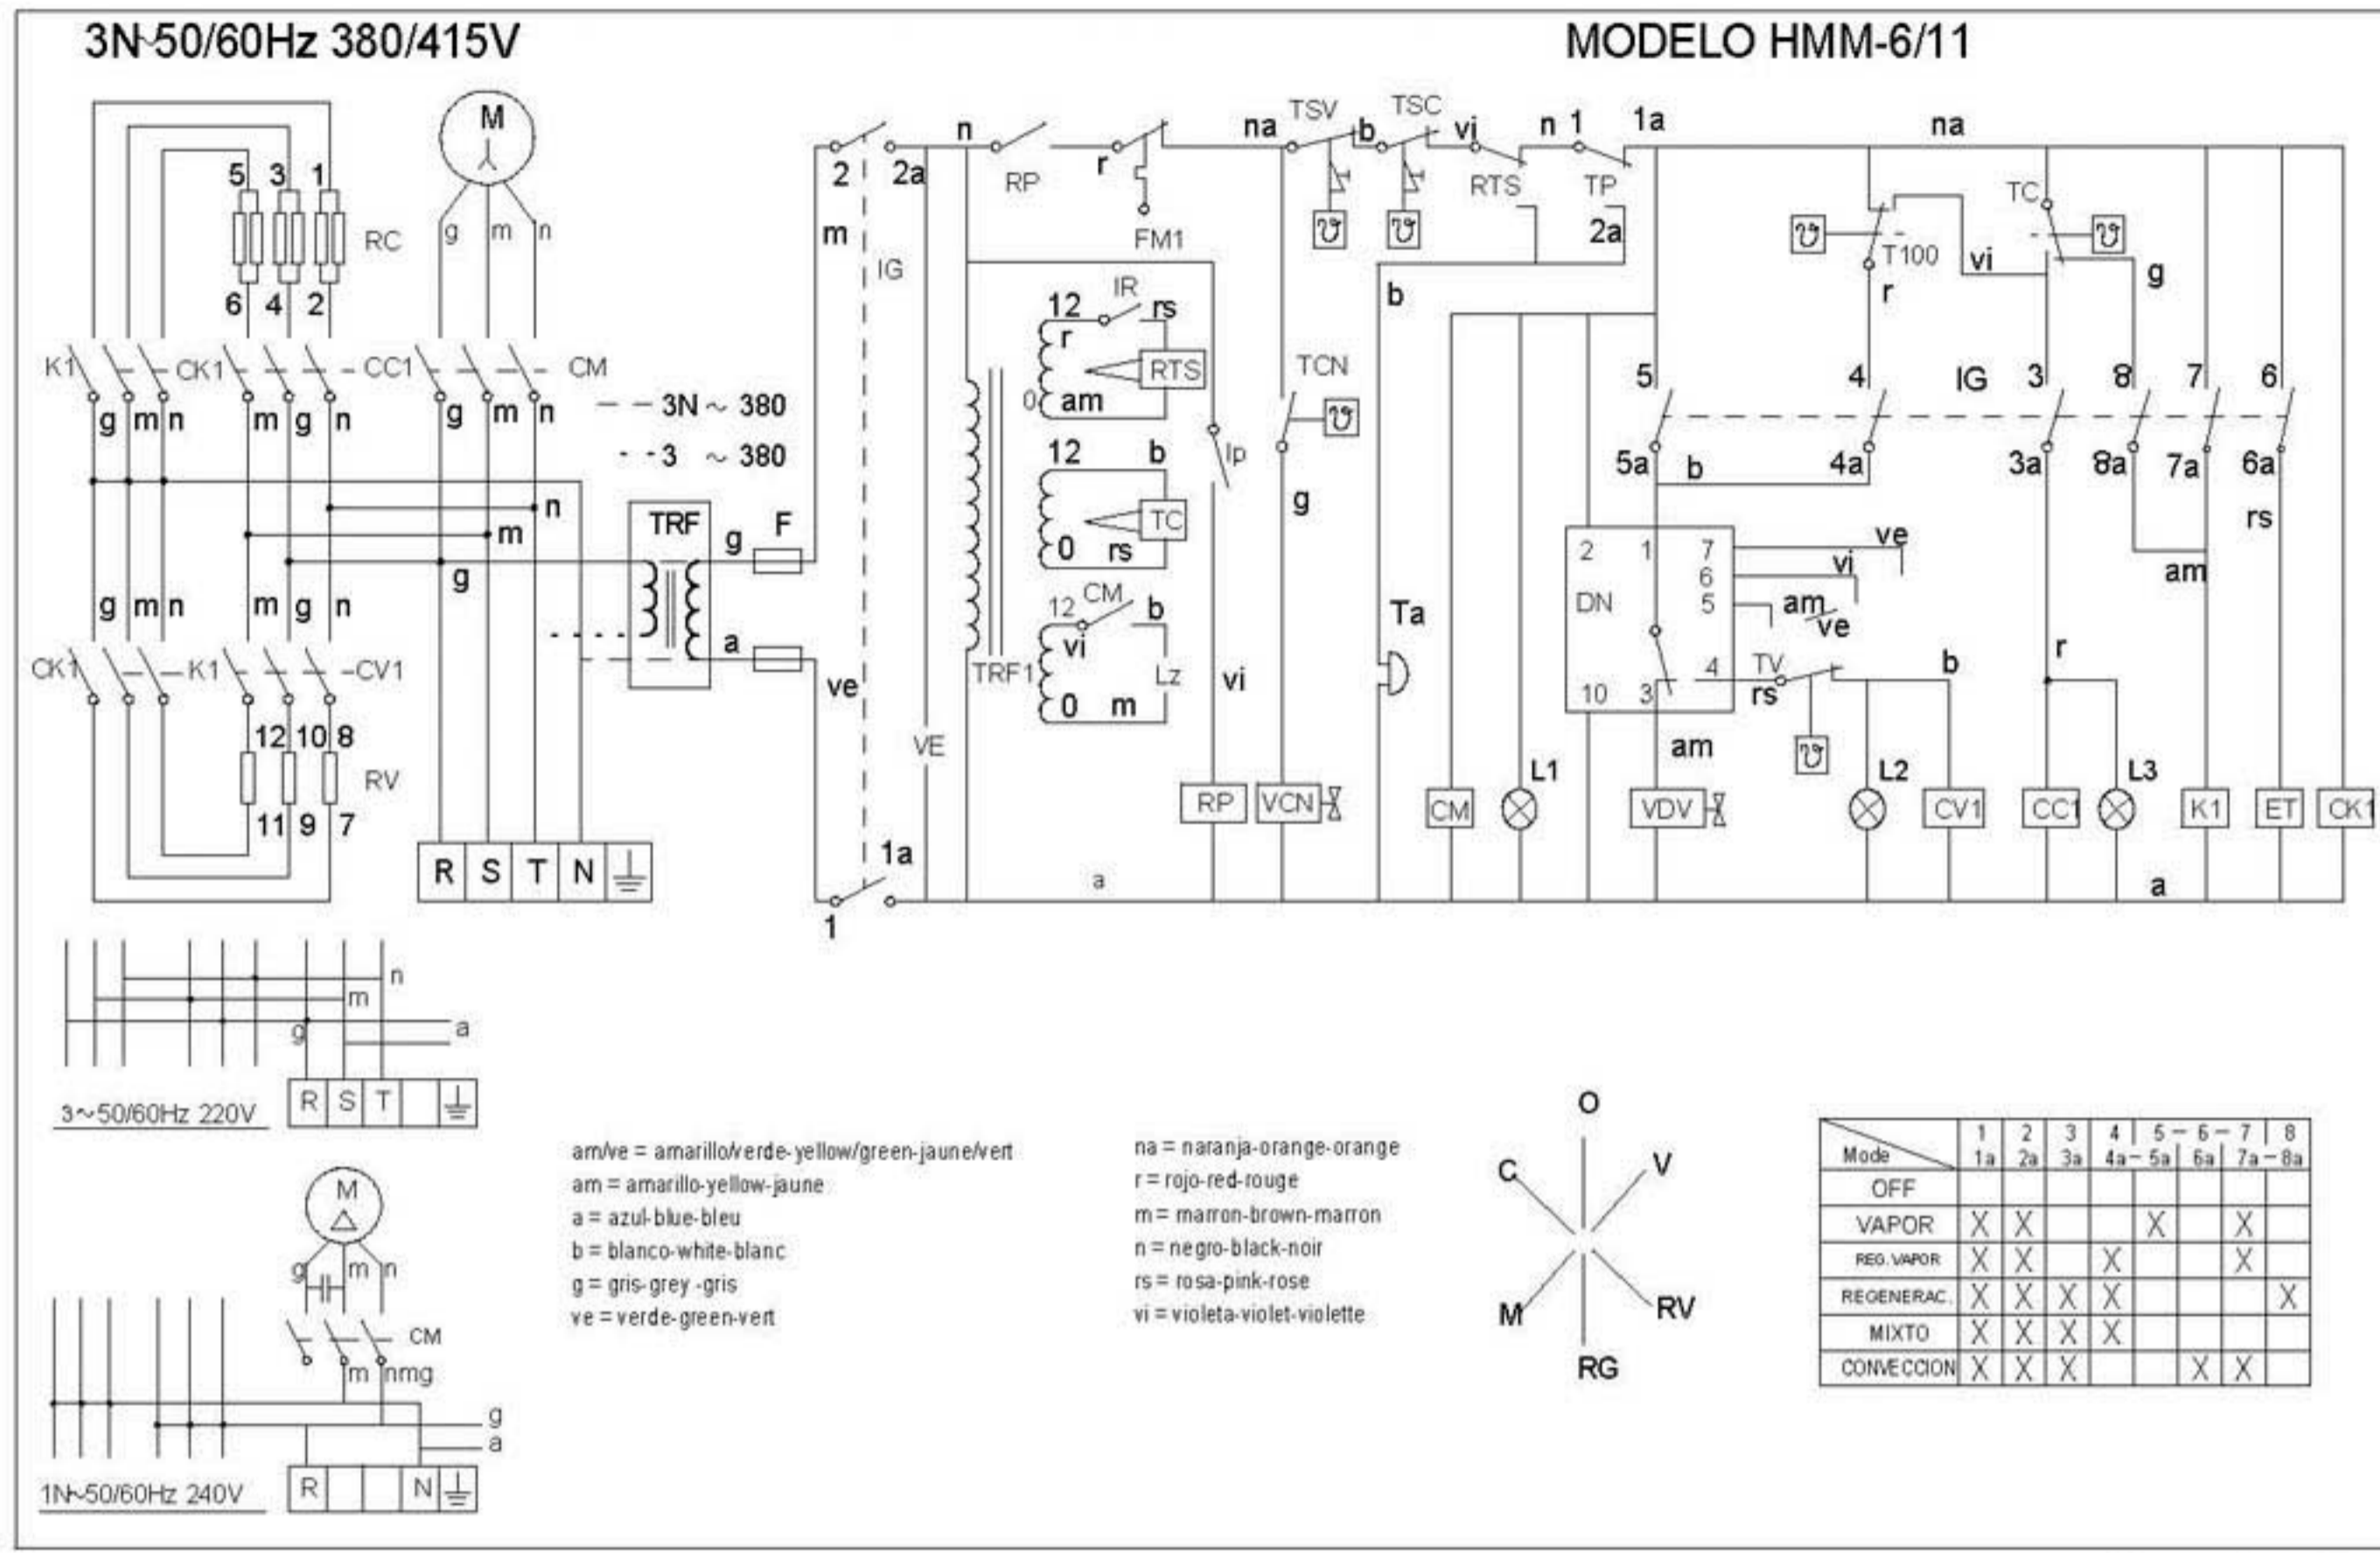 3N~50/60Hz 380/415V
MODELO HMM-6/11
M
5 3 1
RC
g m n
6 4 2
K1 CK1 CC1 CM
g m n m g n g m n
3N ~ 380
3 ~ 380
n
m
g
TRF
g F
a
g m n m g n
CK1 K1 CV1
12 10 8
RV
11 9 7
R S T N
2 2a
m
IG
ve
VE
1a
1
n
RP
r
FM1
na
TSV
b
TSC
vi
RTS
n 1
TP
2a
1a
na
b
12 IR rs
r
RTS
0 am
12 b
TC
0 rs
12 CM b
vi
Lz
0 m
TRF1
Ip
vi
TCN
g
Ta
ϑ ϑ ϑ ϑ ϑ ϑ
T100
r
vi
TC
g
5 4 IG 3 8 7 6
5a b 4a 3a 8a 7a 6a
rs
am
2 1 7 ve
6 vi
DN 5 am/ve
4 TV
10 3 rs
b
r
am
L1 L2 L3
RP VCN CM VDV CV1 CC1 K1 ET CK1
a
a
n
m
g
a
R S T
3~50/60Hz 220V
M
g m n
CM
m nmg
g
a
R N
1N~50/60Hz 240V
am/ve = amarillo/verde-yellow/green-jaune/vert
am = amarillo-yellow-jaune
a = azul-blue-bleu
b = blanco-white-blanc
g = gris-grey -gris
ve = verde-green-vert
na = naranja-orange-orange
r = rojo-red-rouge
m = marron-brown-marron
n = negro-black-noir
rs = rosa-pink-rose
vi = violeta-violet-violette
O
C V
M RV
RG
1 2 3 4 5 - 6 - 7 8
Mode 1a 2a 3a 4a - 5a 6a 7a - 8a
OFF
VAPOR X X X X
REG. VAPOR X X X X
REGENERAC. X X X X X
MIXTO X X X X
CONVECCION X X X X X